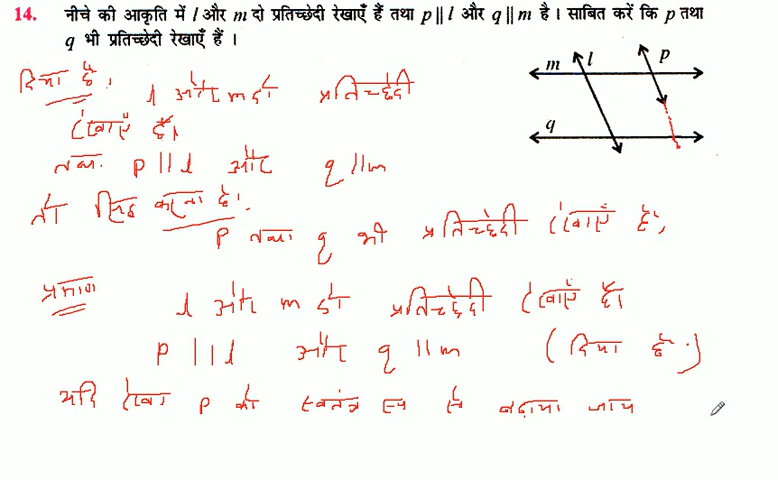 14. नीचे की आकृति में l और m दो प्रतिच्छेदी रेखाएँ हैं तथा p || l और q || m है। साबित करें कि p तथा
q भी प्रतिच्छेदी रेखाएँ हैं।
m l p
q
दिया है।
l और m दो प्रतिच्छेदी
रेखाएँ हैं।
तथा p || l और q || m
तो सिद्ध करना है।
p तथा q भी प्रतिच्छेदी रेखाएँ हैं,
प्रमाण l और m दो प्रतिच्छेदी रेखाएँ हैं।
p || l और q || m (दिया है.)
यदि रेखा p को स्वतंत्र रूप से बढ़ाया जाय